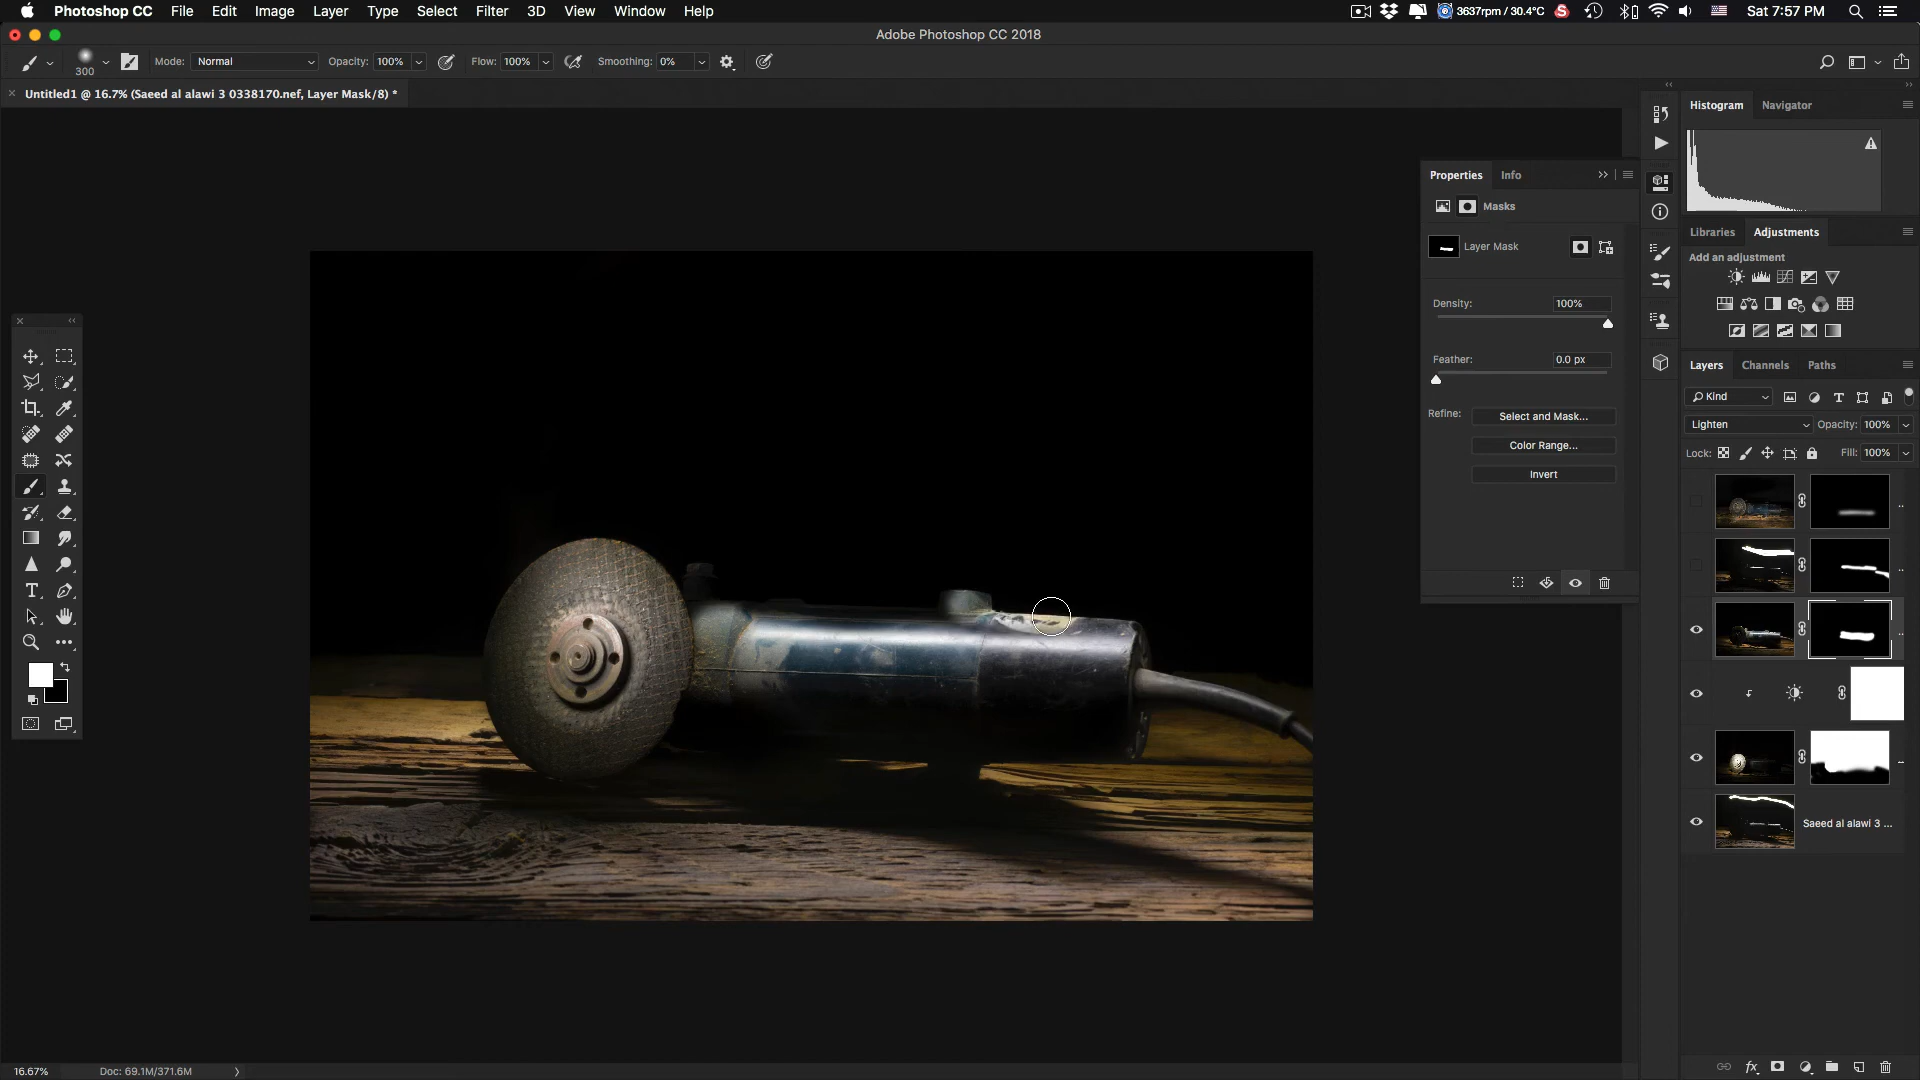 Photoshop CC File Edit Image Layer Type Select Filter 3D View Window Help 3637rpm / 30.4°C Sat 7:57 PM
Adobe Photoshop CC 2018
300 Mode: Normal Opacity: 100% Flow: 100% Smoothing: 0%
Untitled1 @ 16.7% (Saeed al alawi 3 0338170.nef, Layer Mask/8) *
Histogram Navigator
Properties Info
Masks
Layer Mask
Density: 100%
Feather: 0.0 px
Refine: Select and Mask...
Color Range...
Invert
Libraries Adjustments
Add an adjustment
Layers Channels Paths
Kind
Lighten Opacity: 100%
Lock: Fill: 100%
Saeed al alawi 3 ...
fx
16.67% Doc: 69.1M/371.6M